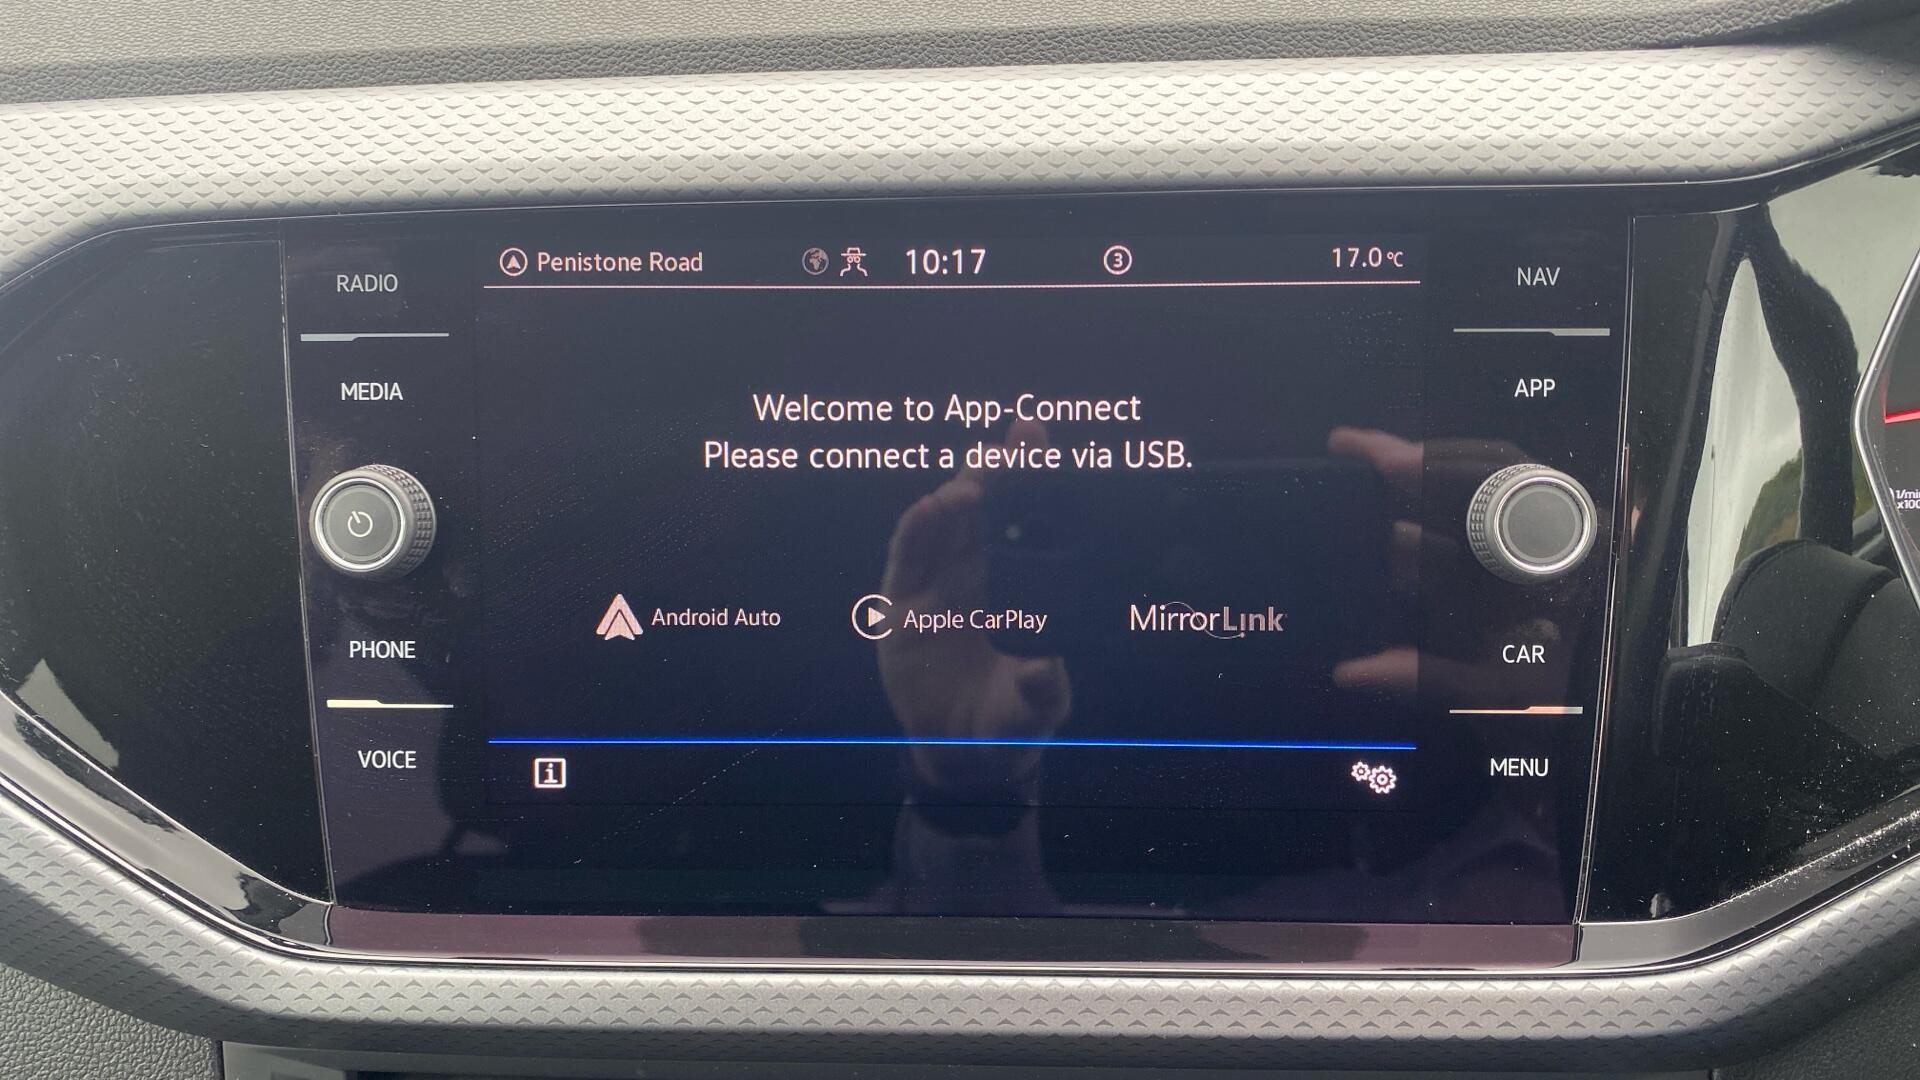 RADIO
MEDIA
PHONE
VOICE
Penistone Road
10:17
3
17.0°C
Welcome to App-Connect
Please connect a device via USB.
Android Auto
Apple CarPlay
MirrorLink
i
NAV
APP
CAR
MENU